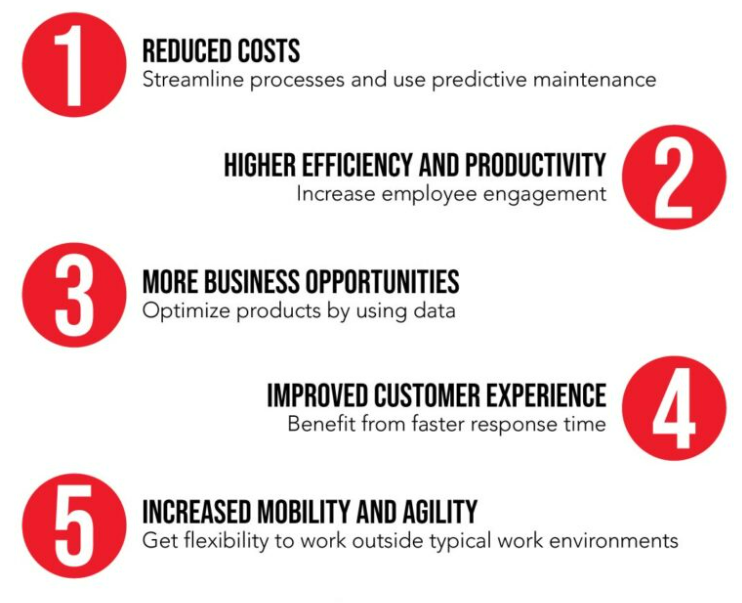 1
REDUCED COSTS
Streamline processes and use predictive maintenance
HIGHER EFFICIENCY AND PRODUCTIVITY
Increase employee engagement
2
3
MORE BUSINESS OPPORTUNITIES
Optimize products by using data
IMPROVED CUSTOMER EXPERIENCE
Benefit from faster response time
4
5
INCREASED MOBILITY AND AGILITY
Get flexibility to work outside typical work environments